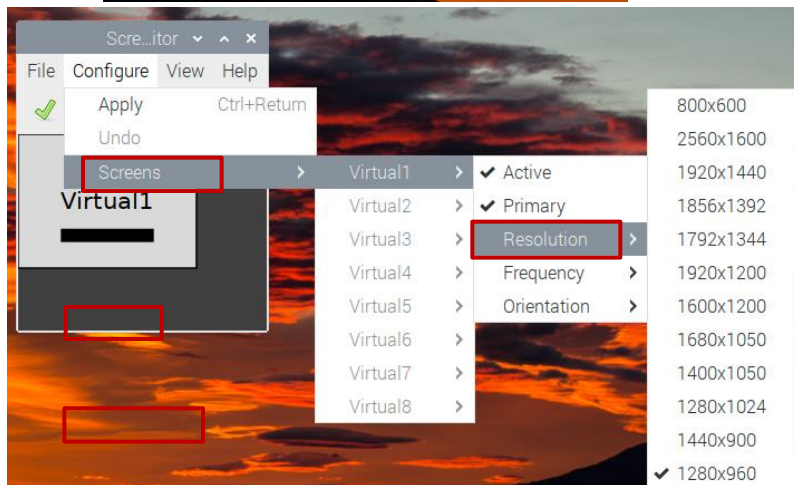 Scre...itor
File Configure View Help
Apply Ctrl+Return
Undo
Screens
Virtual1
Virtual1
Virtual2
Virtual3
Virtual4
Virtual5
Virtual6
Virtual7
Virtual8
Active
Primary
Resolution
Frequency
Orientation
800x600
2560x1600
1920x1440
1856x1392
1792x1344
1920x1200
1600x1200
1680x1050
1400x1050
1280x1024
1440x900
1280x960